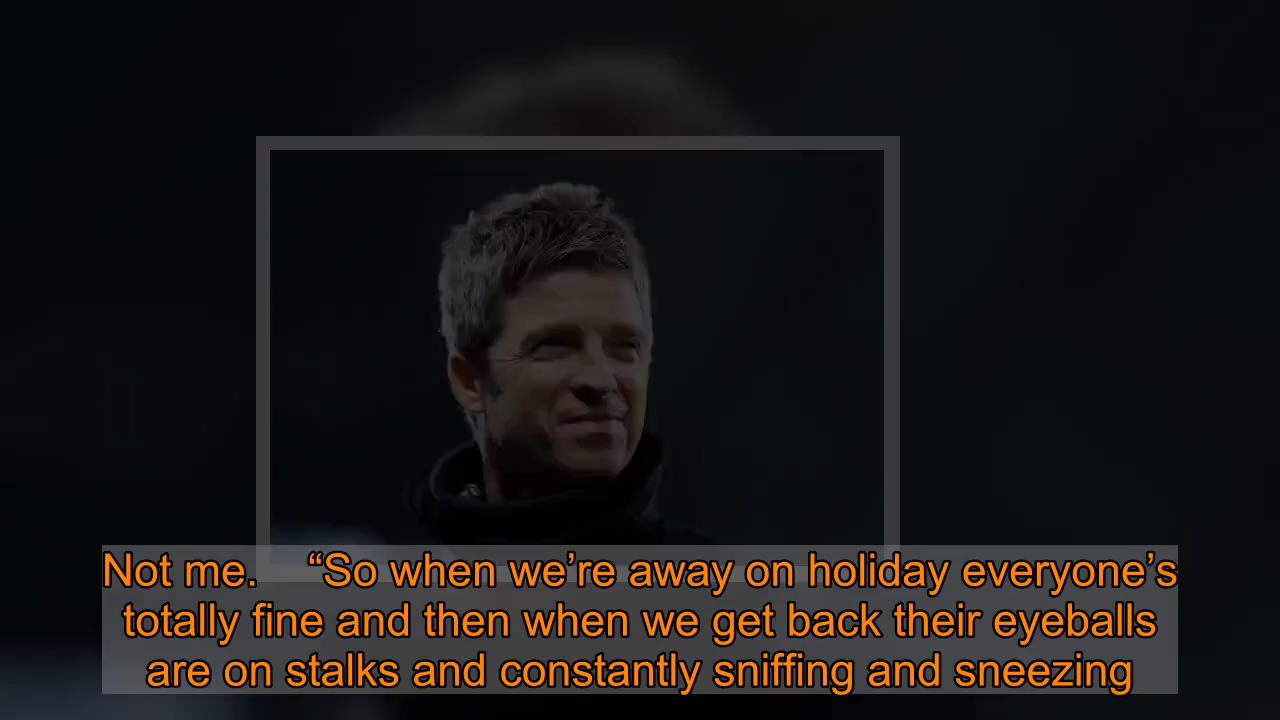 Not me. “So when we’re away on holiday everyone’s
totally fine and then when we get back their eyeballs
are on stalks and constantly sniffing and sneezing